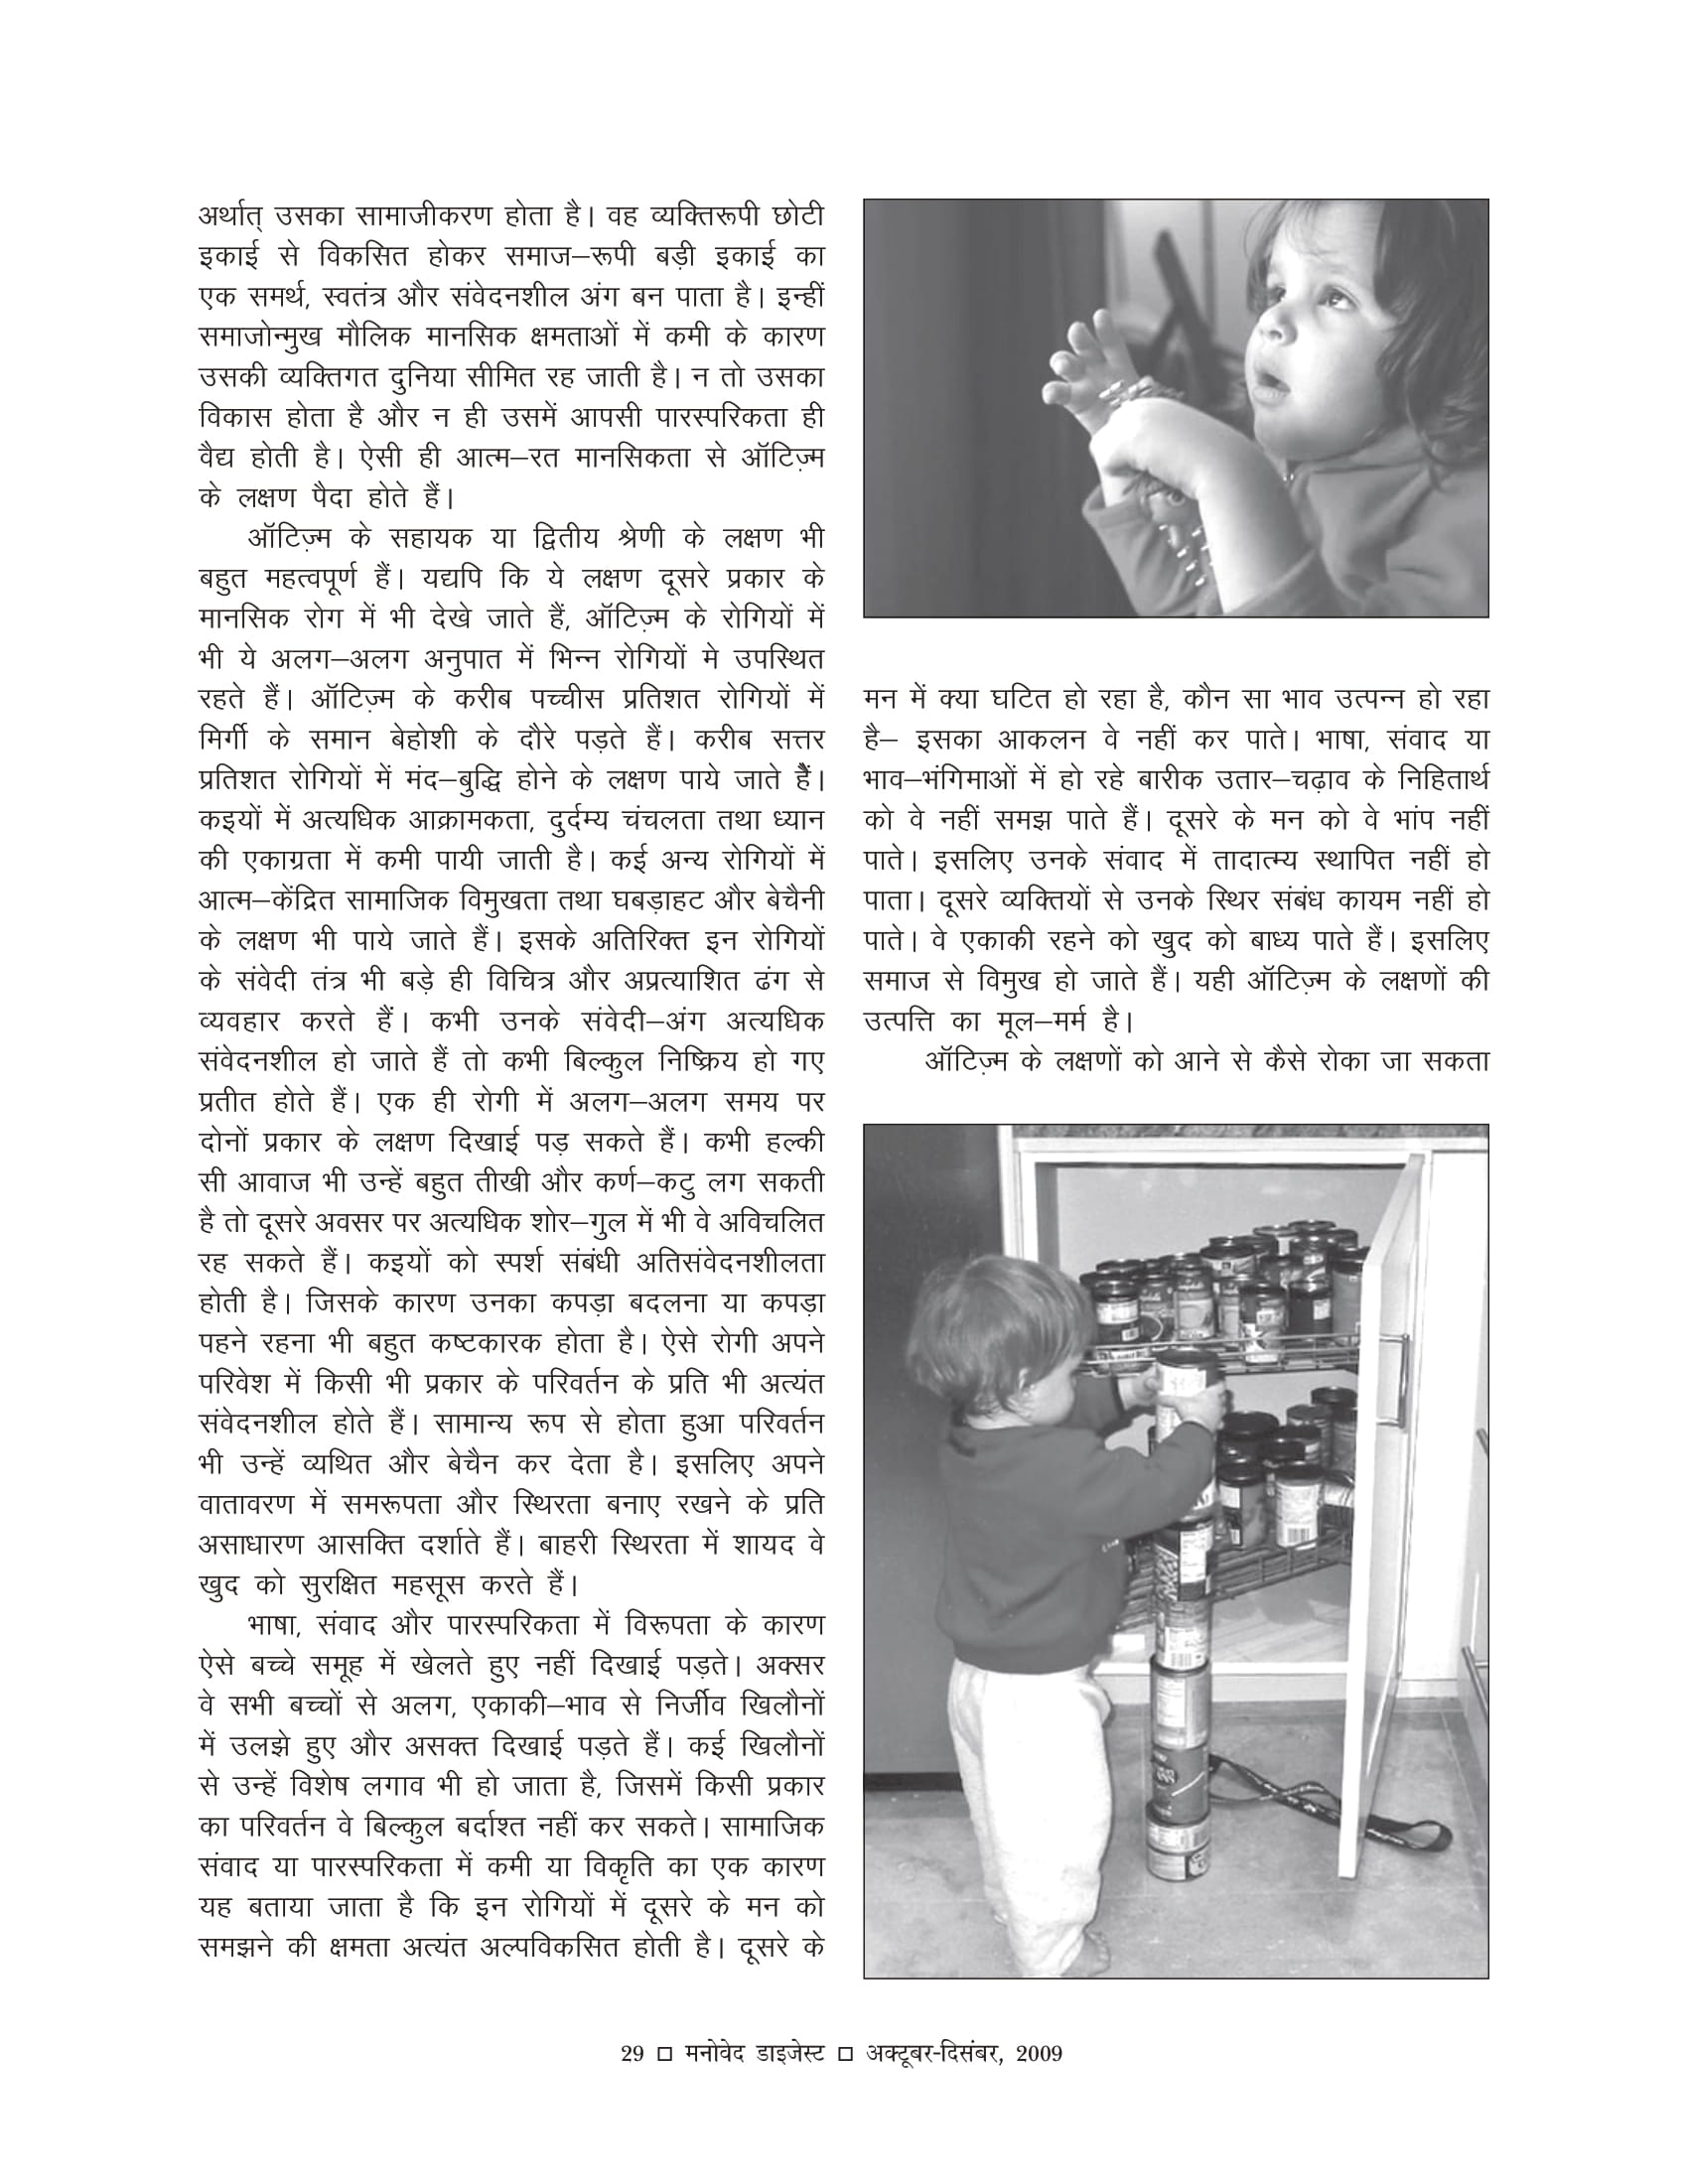 अर्थात् उसका सामाजीकरण होता है। वह व्यक्तिरूपी छोटी
इकाई से विकसित होकर समाज–रूपी बड़ी इकाई का
एक समर्थ, स्वतंत्र और संवेदनशील अंग बन पाता है। इन्हीं
समाजोन्मुख मौलिक मानसिक क्षमताओं में कमी के कारण
उसकी व्यक्तिगत दुनिया सीमित रह जाती है। न तो उसका
विकास होता है और न ही उसमें आपसी पारस्परिकता ही
वैद्य होती है। ऐसी ही आत्म–रत मानसिकता से ऑटिज़्म
के लक्षण पैदा होते हैं।
ऑटिज़्म के सहायक या द्वितीय श्रेणी के लक्षण भी
बहुत महत्वपूर्ण हैं। यद्यपि कि ये लक्षण दूसरे प्रकार के
मानसिक रोग में भी देखे जाते हैं, ऑटिज़्म के रोगियों में
भी ये अलग–अलग अनुपात में भिन्न रोगियों मे उपस्थित
रहते हैं। ऑटिज़्म के करीब पच्चीस प्रतिशत रोगियों में
मिर्गी के समान बेहोशी के दौरे पड़ते हैं। करीब सत्तर
प्रतिशत रोगियों में मंद–बुद्धि होने के लक्षण पाये जाते हैं।
कइयों में अत्यधिक आक्रामकता, दुर्दम्य चंचलता तथा ध्यान
की एकाग्रता में कमी पायी जाती है। कई अन्य रोगियों में
आत्म–केंद्रित सामाजिक विमुखता तथा घबड़ाहट और बेचैनी
के लक्षण भी पाये जाते हैं। इसके अतिरिक्त इन रोगियों
के संवेदी तंत्र भी बड़े ही विचित्र और अप्रत्याशित ढंग से
व्यवहार करते हैं। कभी उनके संवेदी–अंग अत्यधिक
संवेदनशील हो जाते हैं तो कभी बिल्कुल निष्क्रिय हो गए
प्रतीत होते हैं। एक ही रोगी में अलग–अलग समय पर
दोनों प्रकार के लक्षण दिखाई पड़ सकते हैं। कभी हल्की
सी आवाज भी उन्हें बहुत तीखी और कर्ण–कटु लग सकती
है तो दूसरे अवसर पर अत्यधिक शोर–गुल में भी वे अविचलित
रह सकते हैं। कइयों को स्पर्श संबंधी अतिसंवेदनशीलता
होती है। जिसके कारण उनका कपड़ा बदलना या कपड़ा
पहने रहना भी बहुत कष्टकारक होता है। ऐसे रोगी अपने
परिवेश में किसी भी प्रकार के परिवर्तन के प्रति भी अत्यंत
संवेदनशील होते हैं। सामान्य रूप से होता हुआ परिवर्तन
भी उन्हें व्यथित और बेचैन कर देता है। इसलिए अपने
वातावरण में समरूपता और स्थिरता बनाए रखने के प्रति
असाधारण आसक्ति दर्शाते हैं। बाहरी स्थिरता में शायद वे
खुद को सुरक्षित महसूस करते हैं।
भाषा, संवाद और पारस्परिकता में विरूपता के कारण
ऐसे बच्चे समूह में खेलते हुए नहीं दिखाई पड़ते। अक्सर
वे सभी बच्चों से अलग, एकाकी–भाव से निर्जीव खिलौनों
में उलझे हुए और असक्त दिखाई पड़ते हैं। कई खिलौनों
से उन्हें विशेष लगाव भी हो जाता है, जिसमें किसी प्रकार
का परिवर्तन वे बिल्कुल बर्दाश्त नहीं कर सकते। सामाजिक
संवाद या पारस्परिकता में कमी या विकृति का एक कारण
यह बताया जाता है कि इन रोगियों में दूसरे के मन को
समझने की क्षमता अत्यंत अल्पविकसित होती है। दूसरे के
मन में क्या घटित हो रहा है, कौन सा भाव उत्पन्न हो रहा
है– इसका आकलन वे नहीं कर पाते। भाषा, संवाद या
भाव–भंगिमाओं में हो रहे बारीक उतार–चढ़ाव के निहितार्थ
को वे नहीं समझ पाते हैं। दूसरे के मन को वे भांप नहीं
पाते। इसलिए उनके संवाद में तादात्म्य स्थापित नहीं हो
पाता। दूसरे व्यक्तियों से उनके स्थिर संबंध कायम नहीं हो
पाते। वे एकाकी रहने को खुद को बाध्य पाते हैं। इसलिए
समाज से विमुख हो जाते हैं। यही ऑटिज़्म के लक्षणों की
उत्पत्ति का मूल–मर्म है।
ऑटिज़्म के लक्षणों को आने से कैसे रोका जा सकता
29 □ मनोवेद डाइजेस्ट □ अक्टूबर-दिसंबर, 2009